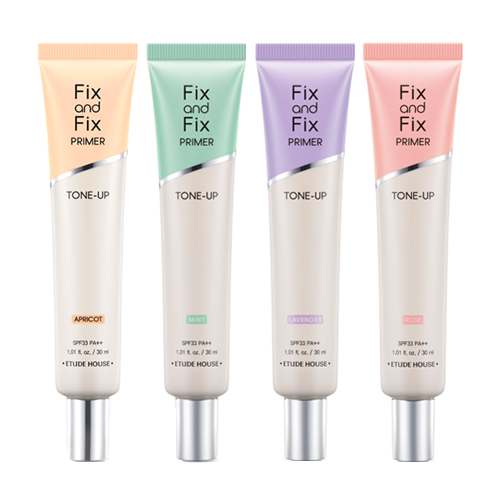 Fix
and
Fix
PRIMER
TONE-UP
APRICOT
SPF33 PA++
1.01 fl. oz. / 30 ml
• ETUDE HOUSE •
Fix
and
Fix
PRIMER
TONE-UP
MINT
SPF33 PA++
1.01 fl. oz. / 30 ml
• ETUDE HOUSE •
Fix
and
Fix
PRIMER
TONE-UP
LAVENDER
SPF33 PA++
1.01 fl. oz. / 30 ml
• ETUDE HOUSE •
Fix
and
Fix
PRIMER
TONE-UP
ROSE
SPF33 PA++
1.01 fl. oz. / 30 ml
• ETUDE HOUSE •